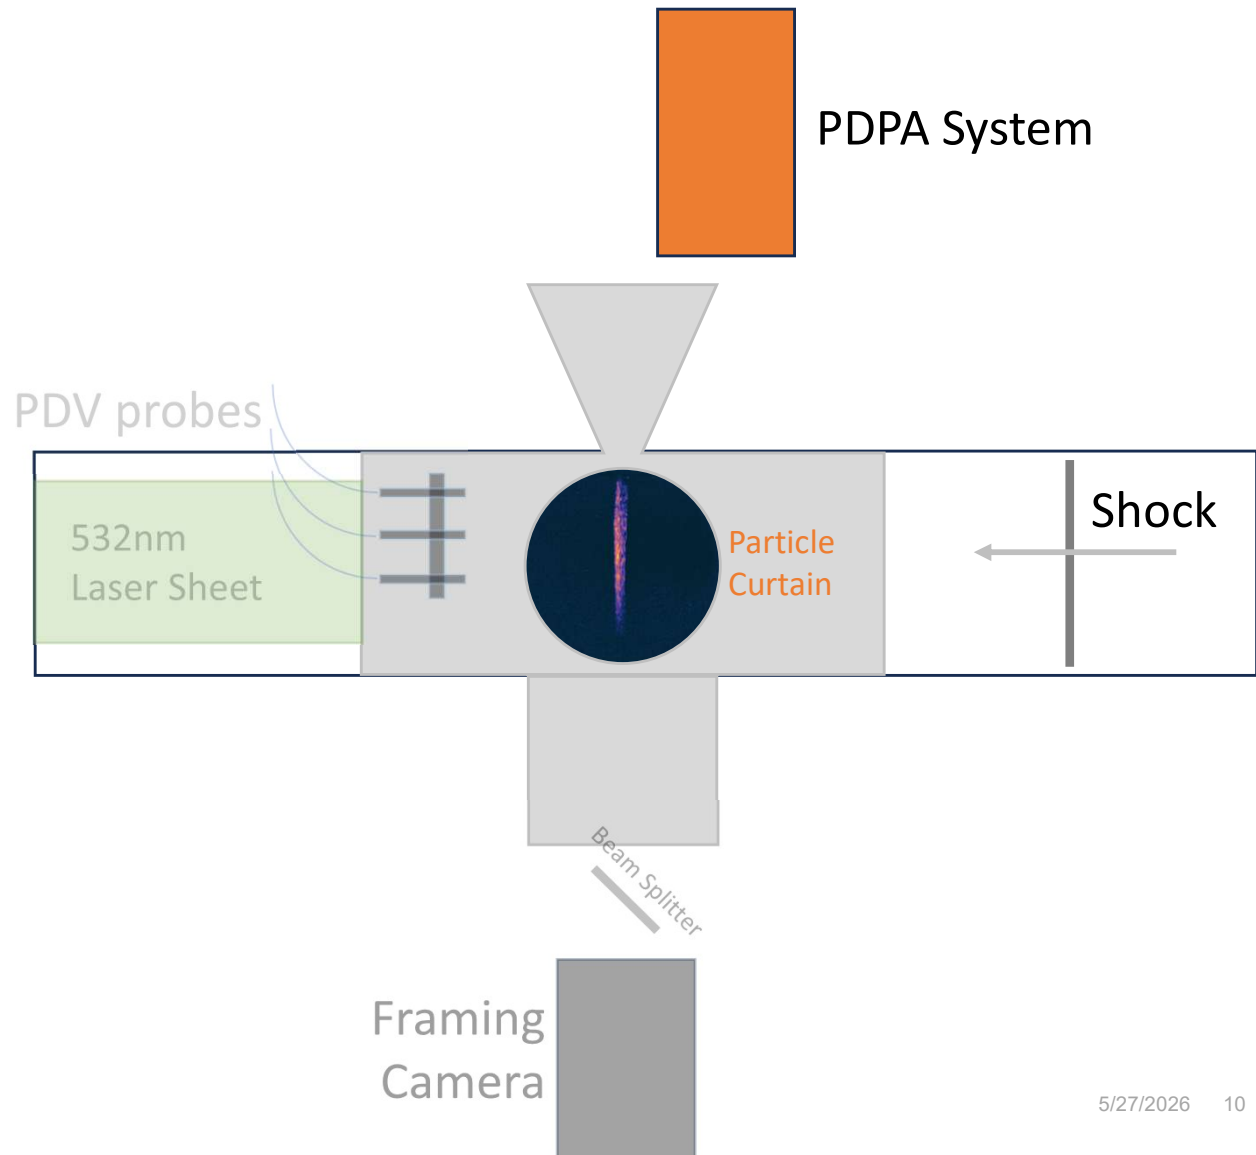 PDPA System
PDV probes
532nm
Laser Sheet
Particle
Curtain
Shock
Beam Splitter
Framing
Camera
5/27/2026 10